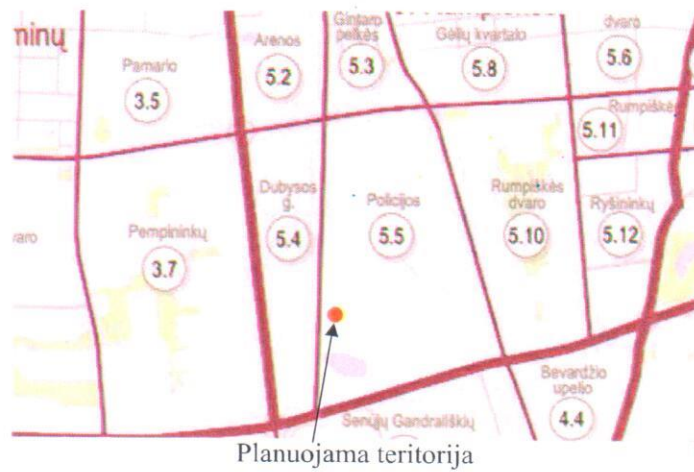 minų
Pamario
3.5
Arenos
5.2
Gintaro
pelkės
5.3
Gėlių kvartalo
5.8
dvaro
5.6
Rumpiškės
5.11
Pempininkų
3.7
varo
Dubysos
g.
5.4
Policijos
5.5
Rumpiškės
dvaro
5.10
Ryšininkų
5.12
Senųjų Gandrališkių
Bevardžio
upelio
4.4
Planuojama teritorija